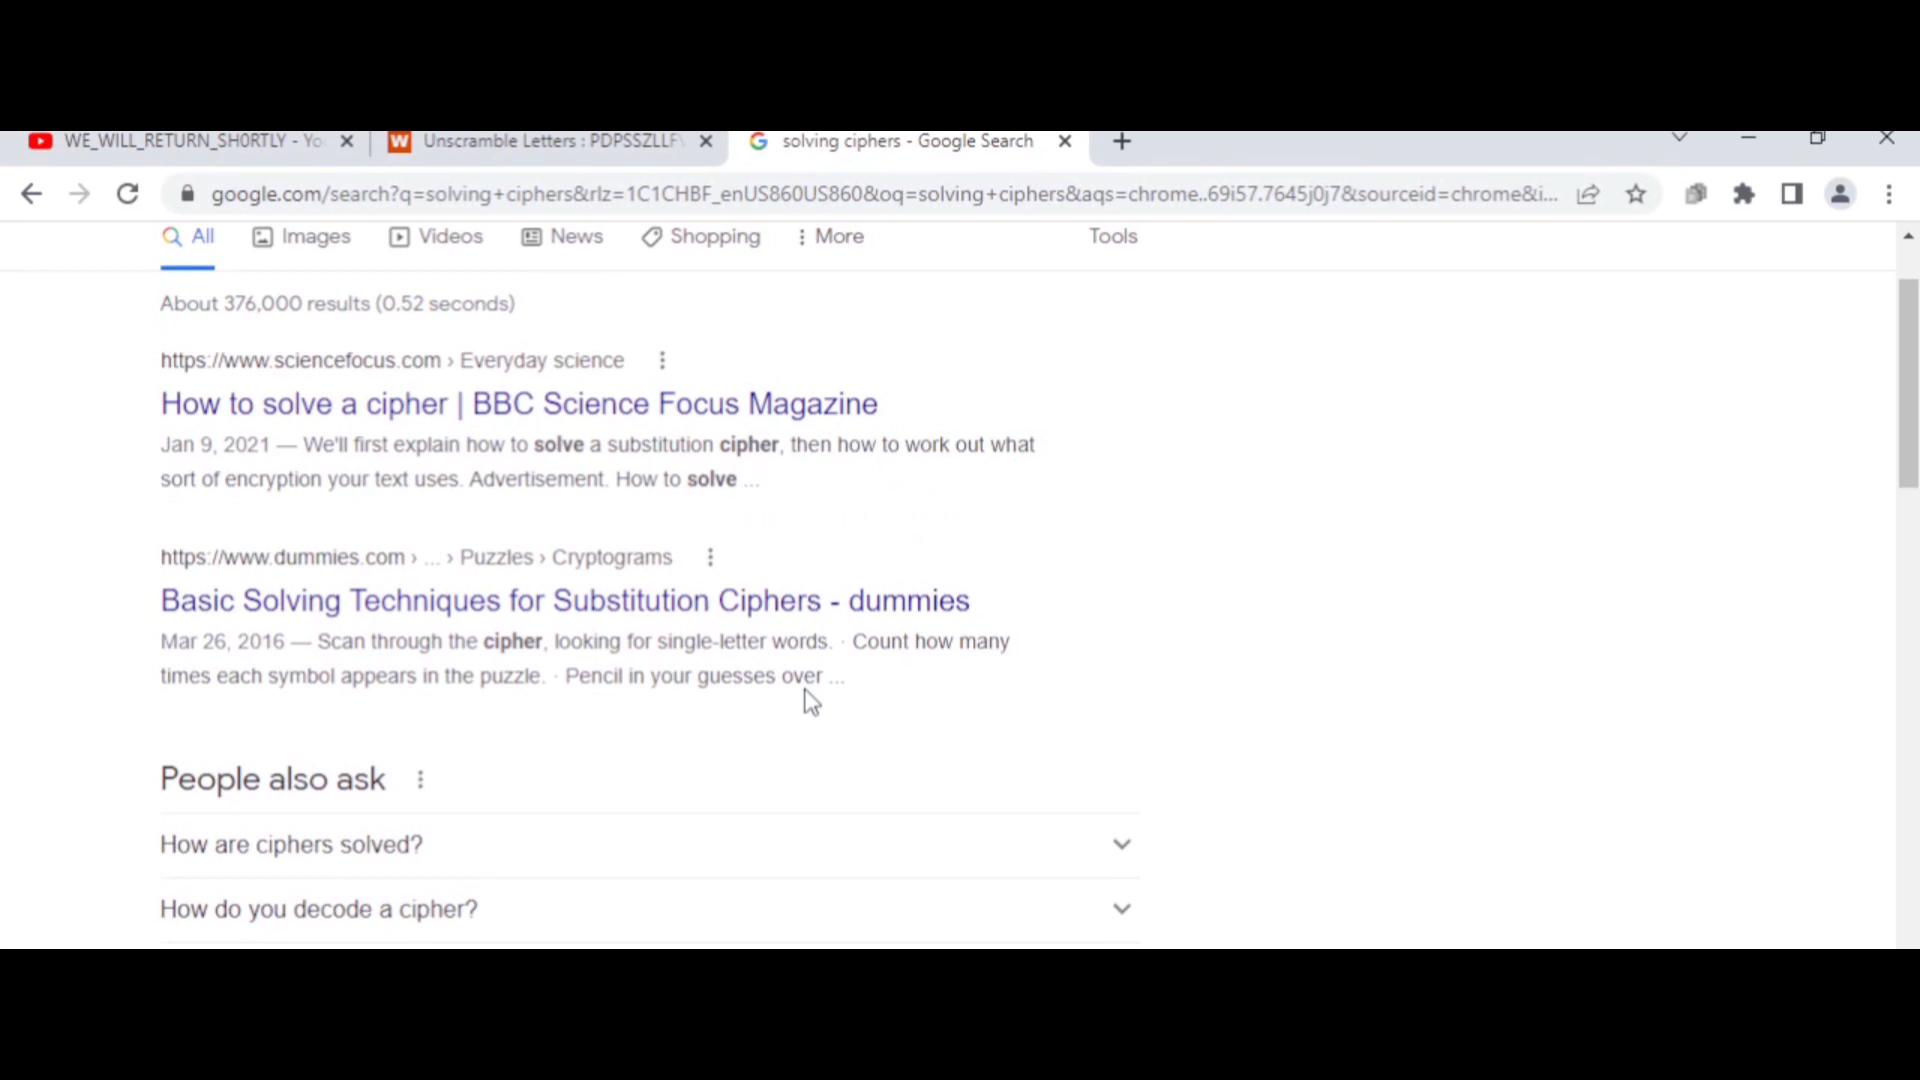 WE_WILL_RETURN_SH0RTLY - Yo
Unscramble Letters : PDPSSZLLF
solving ciphers - Google Search
google.com/search?q=solving+ciphers&rlz=1C1CHBF_enUS860US860&oq=solving+ciphers&aqs=chrome..69i57.7645j0j7&sourceid=chrome&i...
All Images Videos News Shopping More Tools
About 376,000 results (0.52 seconds)
https://www.sciencefocus.com › Everyday science
How to solve a cipher | BBC Science Focus Magazine
Jan 9, 2021 — We'll first explain how to solve a substitution cipher, then how to work out what
sort of encryption your text uses. Advertisement. How to solve ...
https://www.dummies.com › ... › Puzzles › Cryptograms
Basic Solving Techniques for Substitution Ciphers - dummies
Mar 26, 2016 — Scan through the cipher, looking for single-letter words. · Count how many
times each symbol appears in the puzzle. · Pencil in your guesses over ...
People also ask
How are ciphers solved?
How do you decode a cipher?